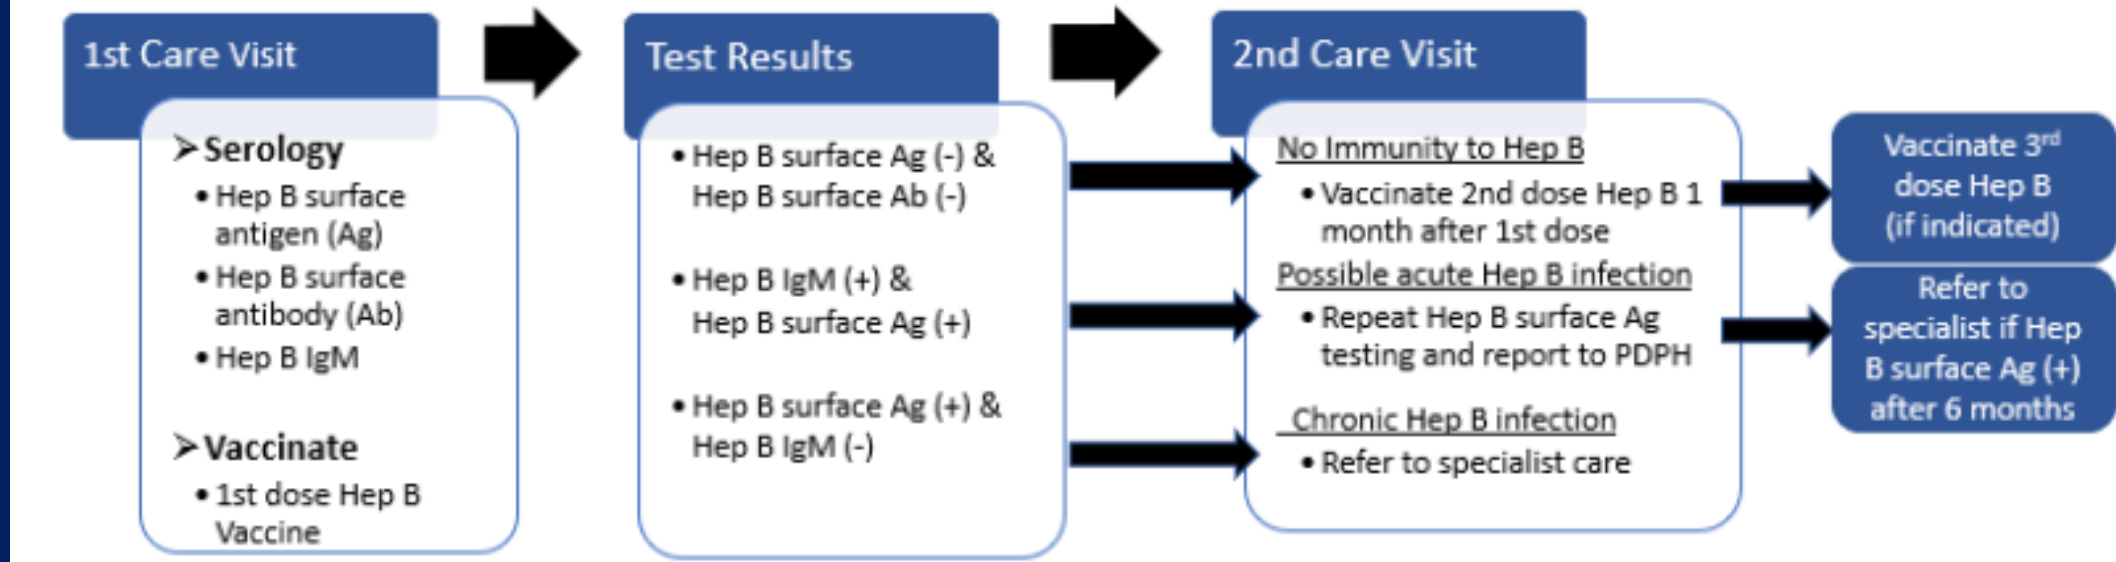 1st Care Visit
➢Serology
• Hep B surface
antigen (Ag)
• Hep B surface
antibody (Ab)
• Hep B IgM
➢Vaccinate
• 1st dose Hep B
Vaccine
Test Results
• Hep B surface Ag (-) &
Hep B surface Ab (-)
• Hep B IgM (+) &
Hep B surface Ag (+)
• Hep B surface Ag (+) &
Hep B IgM (-)
2nd Care Visit
No Immunity to Hep B
• Vaccinate 2nd dose Hep B 1
month after 1st dose
Possible acute Hep B infection
• Repeat Hep B surface Ag
testing and report to PDPH
Chronic Hep B infection
• Refer to specialist care
Vaccinate 3rd
dose Hep B
(if indicated)
Refer to
specialist if Hep
B surface Ag (+)
after 6 months